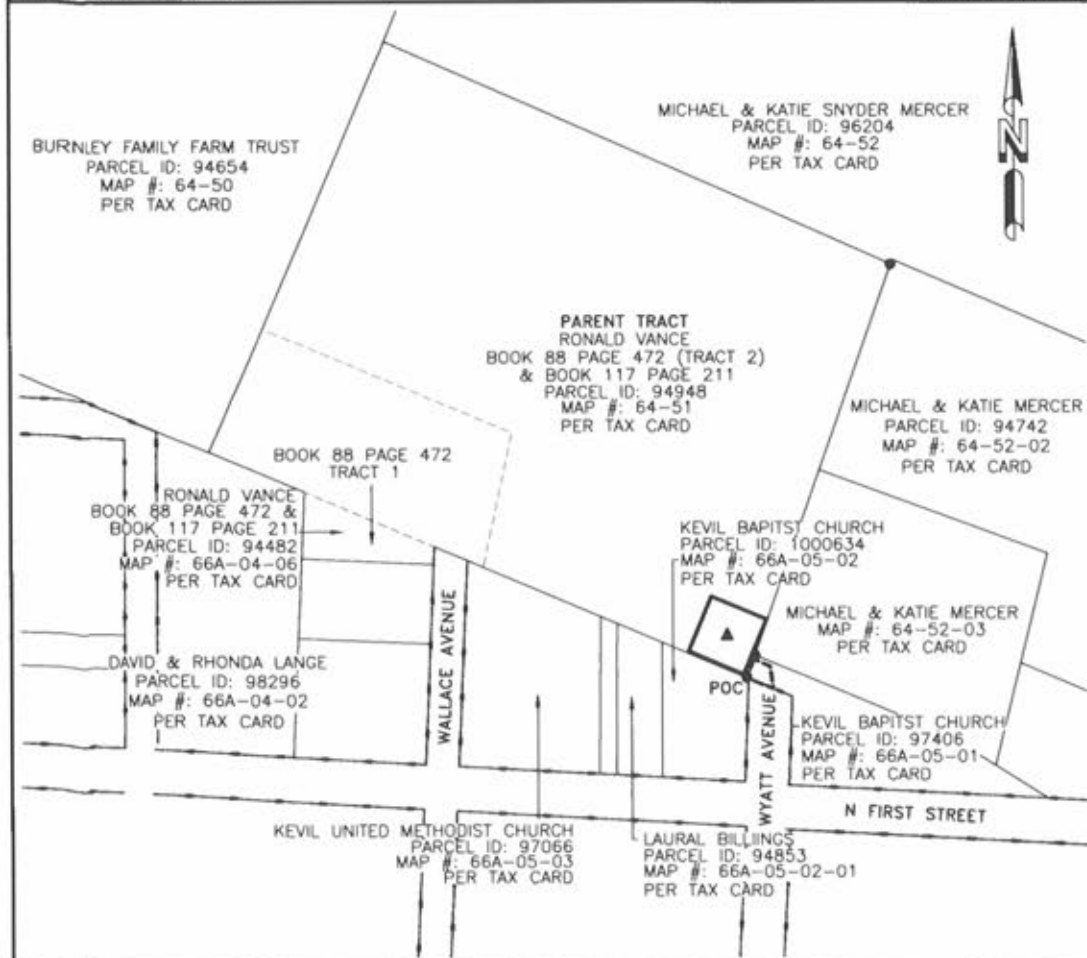 N
MICHAEL & KATIE SNYDER MERCER
PARCEL ID: 96204
MAP #: 64-52
PER TAX CARD
BURNLEY FAMILY FARM TRUST
PARCEL ID: 94654
MAP #: 64-50
PER TAX CARD
PARENT TRACT
RONALD VANCE
BOOK 88 PAGE 472 (TRACT 2)
& BOOK 117 PAGE 211
PARCEL ID: 94948
MAP #: 64-51
PER TAX CARD
MICHAEL & KATIE MERCER
PARCEL ID: 94742
MAP #: 64-52-02
PER TAX CARD
BOOK 88 PAGE 472
TRACT 1
RONALD VANCE
BOOK 88 PAGE 472 &
BOOK 117 PAGE 211
PARCEL ID: 94482
MAP #: 66A-04-06
PER TAX CARD
KEVIL BAPITST CHURCH
PARCEL ID: 1000634
MAP #: 66A-05-02
PER TAX CARD
MICHAEL & KATIE MERCER
MAP #: 64-52-03
PER TAX CARD
DAVID & RHONDA LANGE
PARCEL ID: 98296
MAP #: 66A-04-02
PER TAX CARD
WALLACE AVENUE
POC
WYATT AVENUE
KEVIL BAPITST CHURCH
PARCEL ID: 97406
MAP #: 66A-05-01
PER TAX CARD
N FIRST STREET
KEVIL UNITED METHODIST CHURCH
PARCEL ID: 97066
MAP #: 66A-05-03
PER TAX CARD
LAURAL BILLIINGS
PARCEL ID: 94853
MAP #: 66A-05-02-01
PER TAX CARD